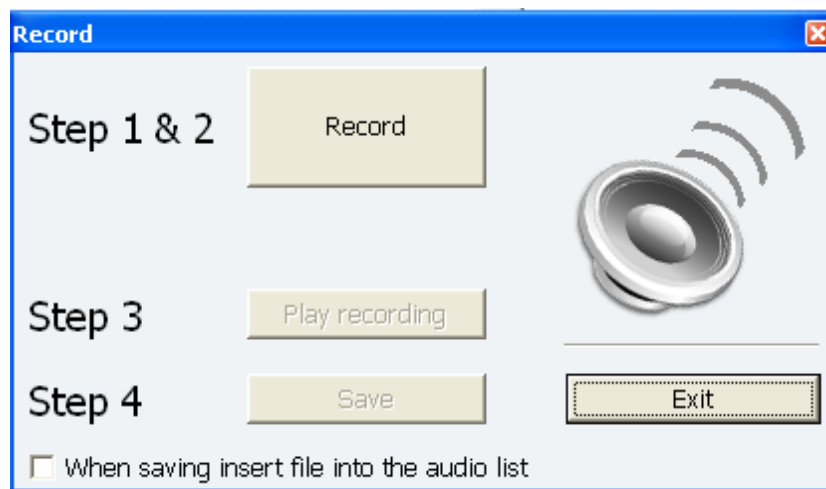 Record
Step 1 & 2
Record
Step 3
Play recording
Step 4
Save
Exit
When saving insert file into the audio list